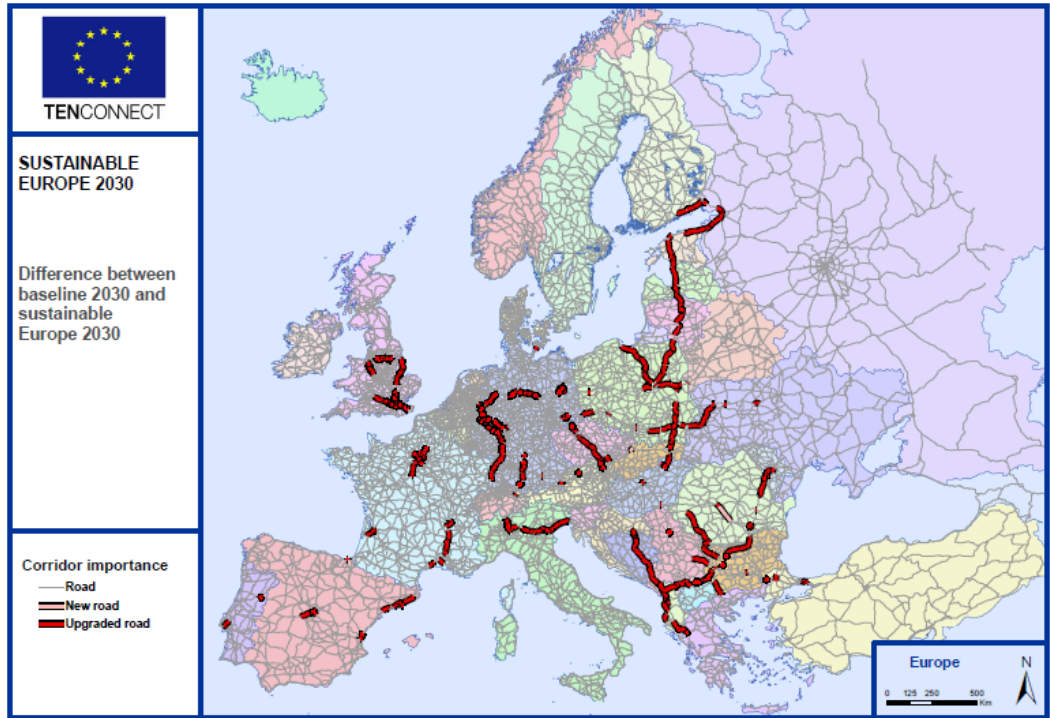 TENCONNECT
SUSTAINABLE
EUROPE 2030
Difference between
baseline 2030 and
sustainable
Europe 2030
Corridor importance
Road
New road
Upgraded road
Europe
N
0 125 250 500
Km